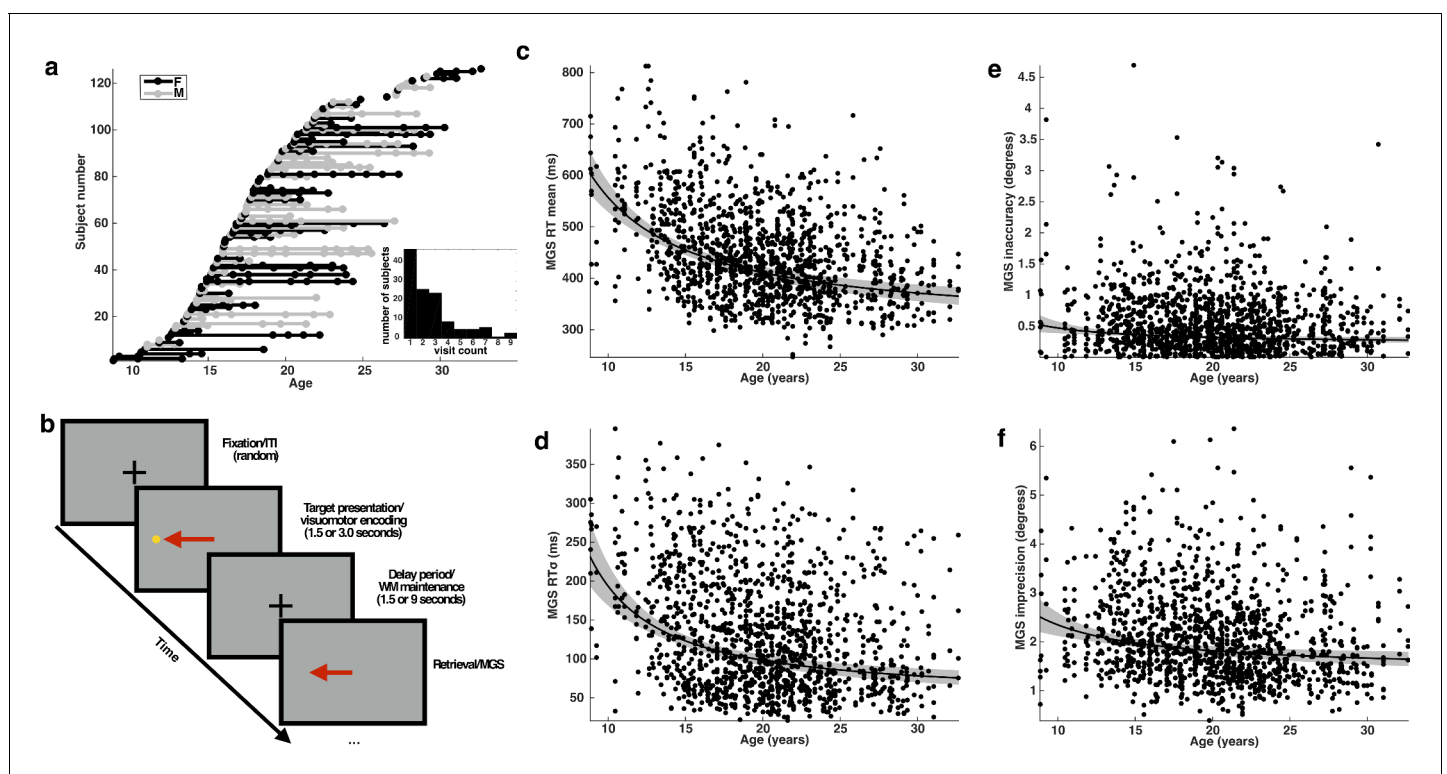 a
F
M
120
100
80
60
40
20
Subject number
10
15
20
25
30
Age
40
30
20
10
0
number of subjects
1 2 3 4 5 6 7 8 9
visit count
b
Fixation/ITI
(random)
Target presentation/
visuomotor encoding
(1.5 or 3.0 seconds)
Delay period/
WM maintenance
(1.5 or 9 seconds)
Retrieval/MGS
Time
...
c
800
700
600
500
400
300
MGS RT mean (ms)
10
15
20
25
30
Age (years)
d
350
300
250
200
150
100
50
MGS RTσ (ms)
10
15
20
25
30
Age (years)
e
4.5
4
3.5
3
2.5
2
1.5
1
0.5
MGS inaccuracy (degress)
10
15
20
25
30
Age (years)
f
6
5
4
3
2
1
MGS imprecision (degress)
10
15
20
25
30
Age (years)